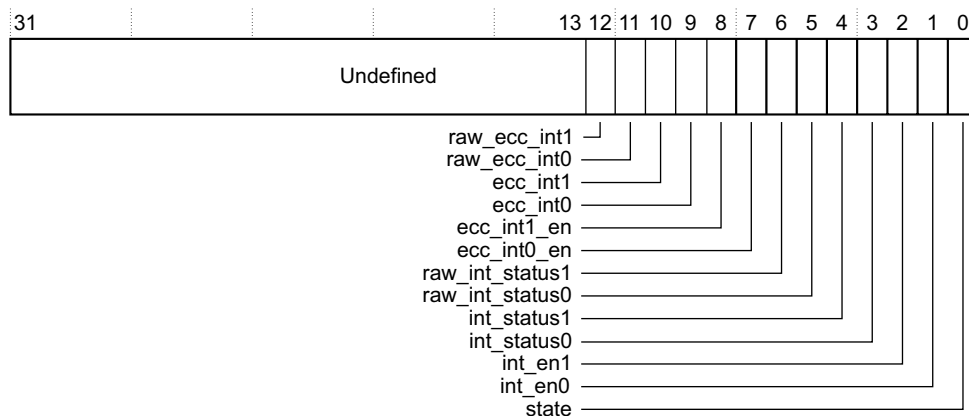 31 13 12 11 10 9 8 7 6 5 4 3 2 1 0
Undefined
raw_ecc_int1
raw_ecc_int0
ecc_int1
ecc_int0
ecc_int1_en
ecc_int0_en
raw_int_status1
raw_int_status0
int_status1
int_status0
int_en1
int_en0
state